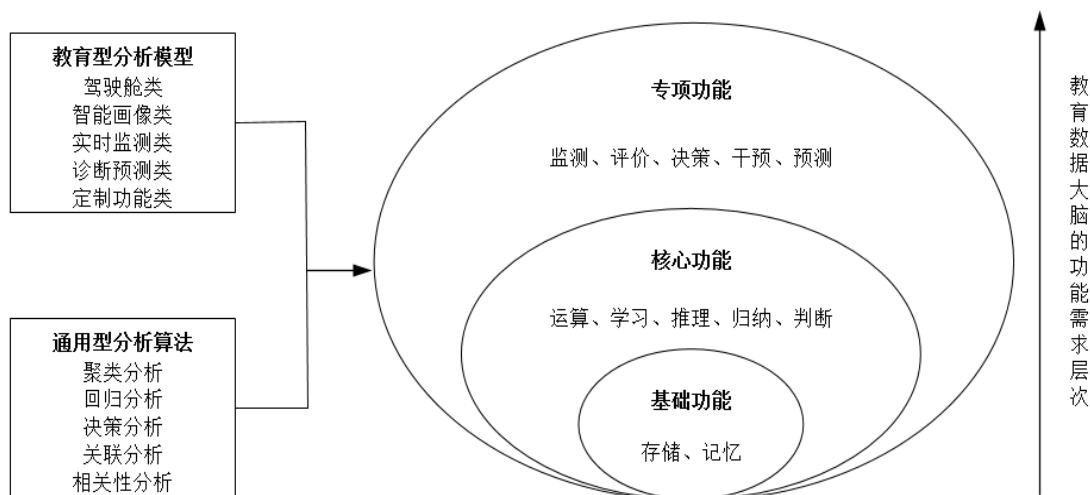 教育型分析模型
驾驶舱类
智能画像类
实时监测类
诊断预测类
定制功能类
通用型分析算法
聚类分析
回归分析
决策分析
关联分析
相关性分析
专项功能
监测、评价、决策、干预、预测
核心功能
运算、学习、推理、归纳、判断
基础功能
存储、记忆
教育数据大脑的功能需求层次